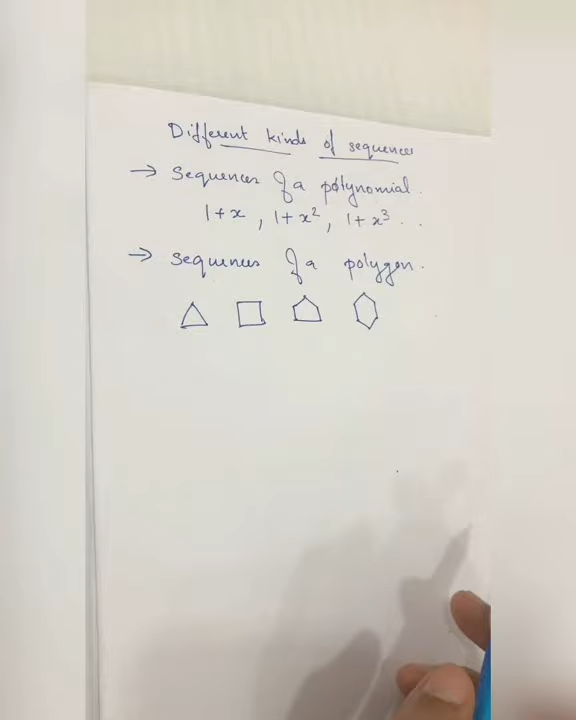 Different kinds of sequences
→ Sequences of a polynomial.
1 + x , 1 + x² , 1 + x³ . .
→ sequences of a polygon.